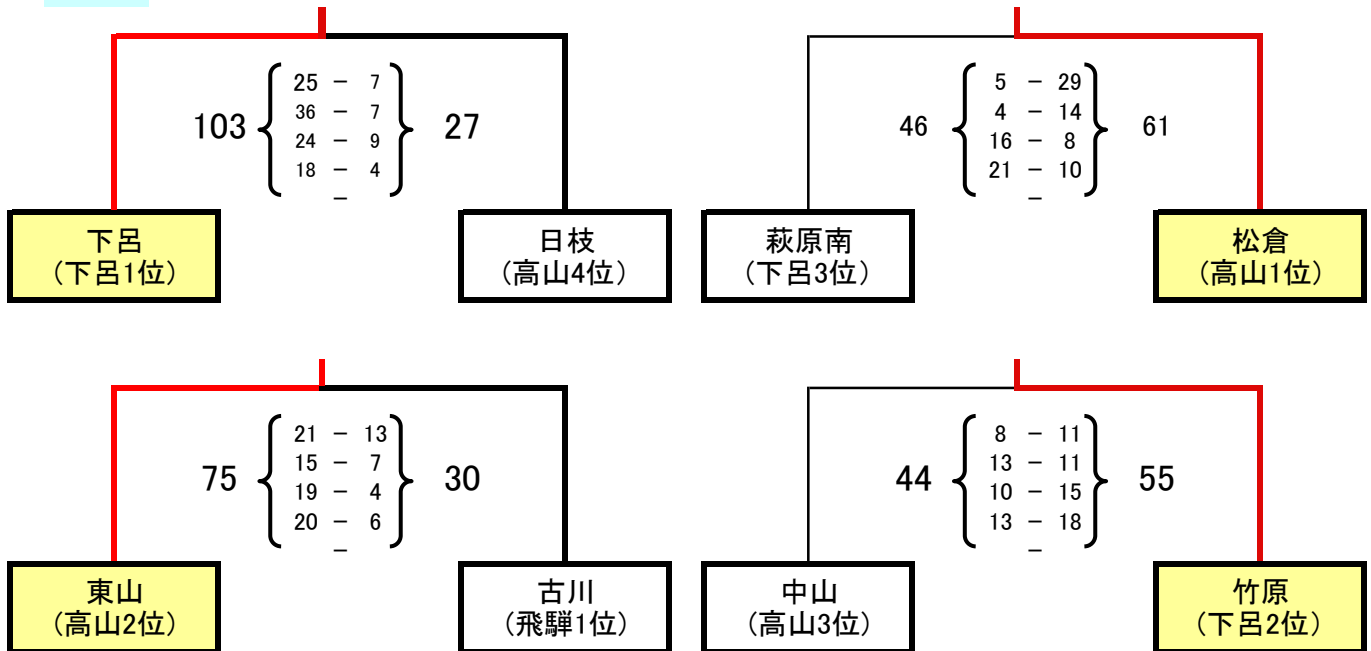 25 － 7
36 － 7
103 27
24 － 9
18 － 4
－
下呂
(下呂1位)
日枝
(高山4位)
5 － 29
4 － 14
46 61
16 － 8
21 － 10
－
萩原南
(下呂3位)
松倉
(高山1位)
21 － 13
15 － 7
75 30
19 － 4
20 － 6
－
東山
(高山2位)
古川
(飛騨1位)
8 － 11
13 － 11
44 55
10 － 15
13 － 18
－
中山
(高山3位)
竹原
(下呂2位)